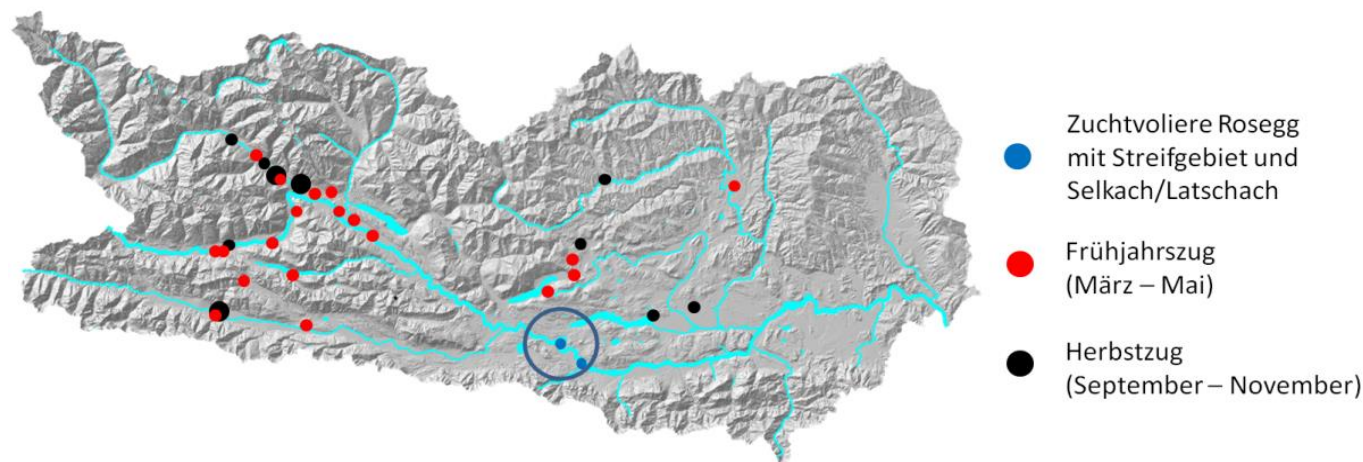 Zuchtvoliere Rosegg
mit Streifgebiet und
Selkach/Latschach
Frühjahrszug
(März – Mai)
Herbstzug
(September – November)